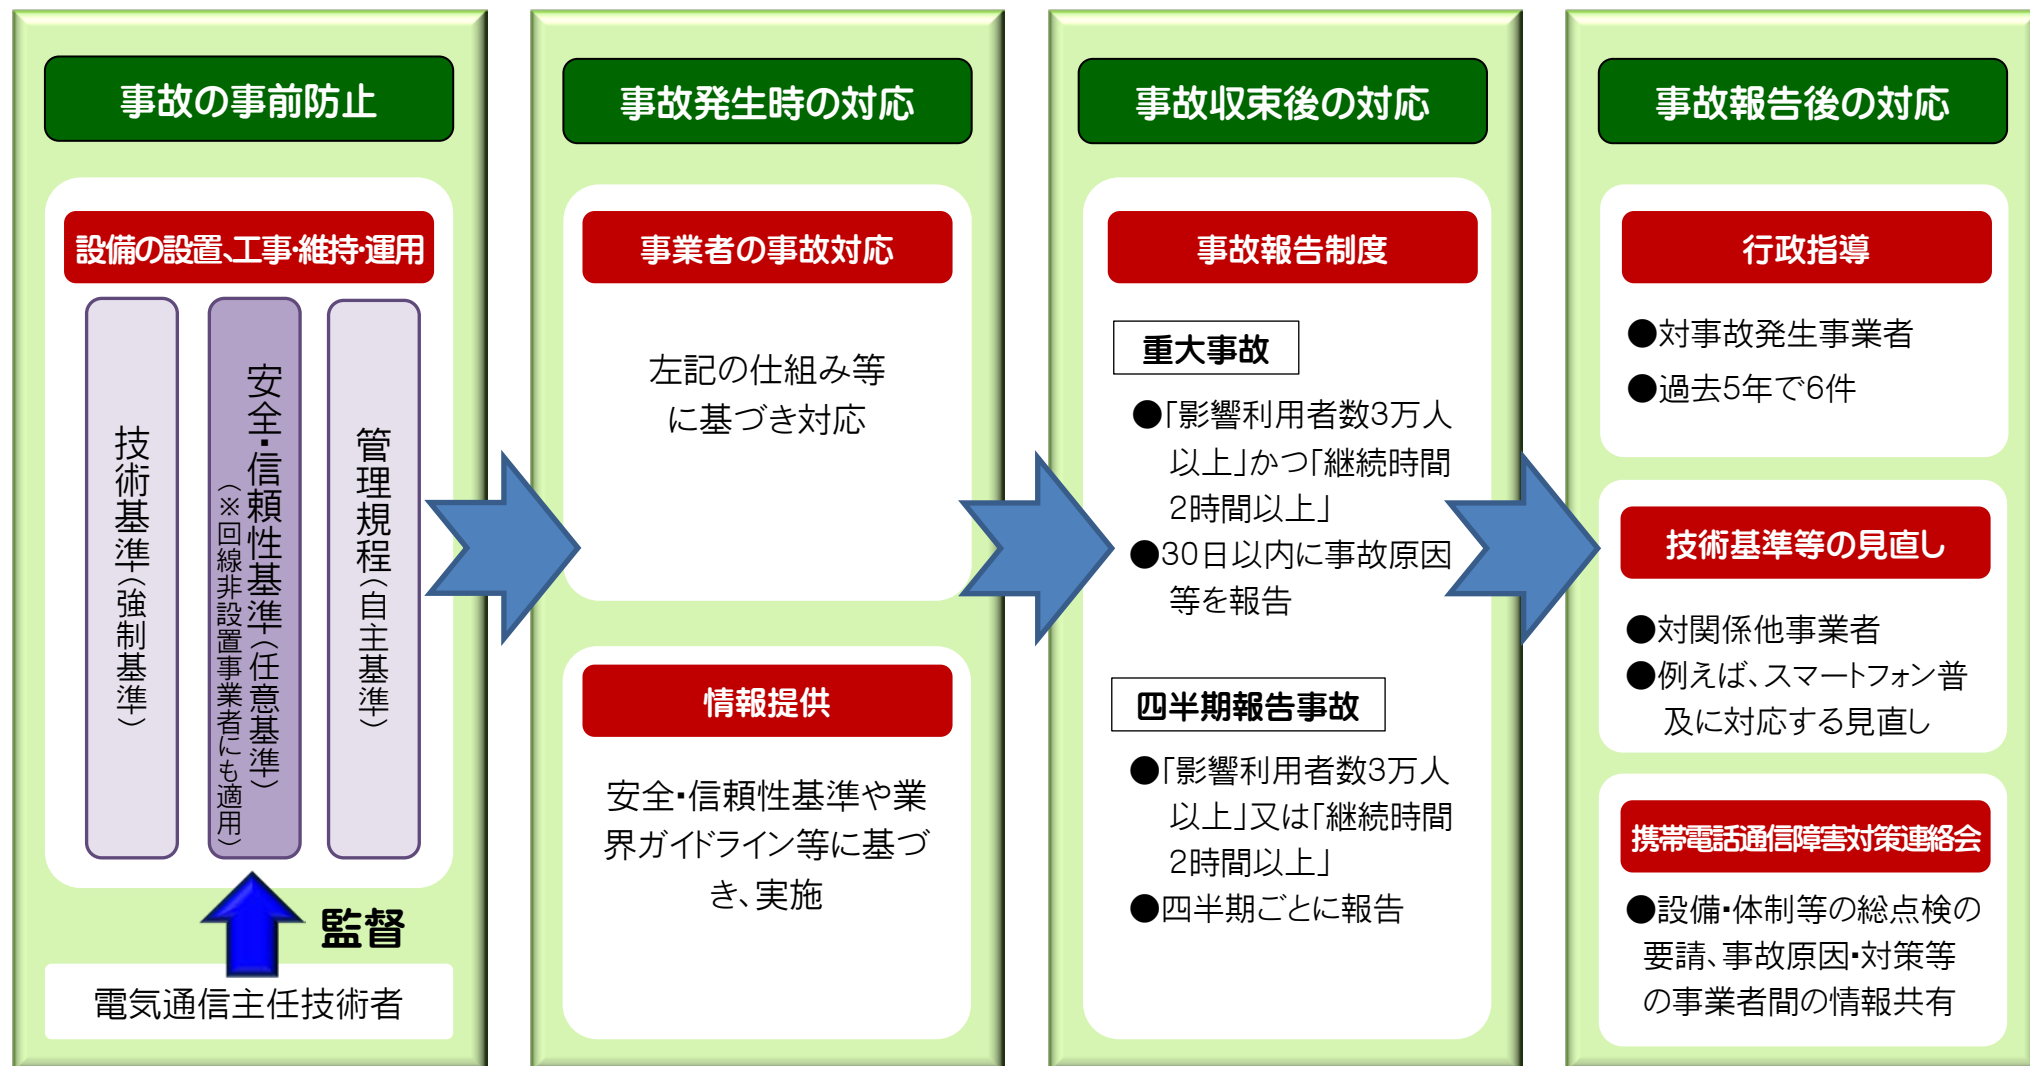 事故の事前防止
設備の設置、工事・維持・運用
技術基準(強制基準)
安全・信頼性基準(任意基準)
(※回線非設置事業者にも適用)
管理規程(自主基準)
監督
電気通信主任技術者
事故発生時の対応
事業者の事故対応
左記の仕組み等
に基づき対応
情報提供
安全・信頼性基準や業
界ガイドライン等に基づ
き、実施
事故収束後の対応
事故報告制度
重大事故
●「影響利用者数3万人
以上」かつ「継続時間
2時間以上」
●30日以内に事故原因
等を報告
四半期報告事故
●「影響利用者数3万人
以上」又は「継続時間
2時間以上」
●四半期ごとに報告
事故報告後の対応
行政指導
●対事故発生事業者
●過去5年で6件
技術基準等の見直し
●対関係他事業者
●例えば、スマートフォン普
及に対応する見直し
携帯電話通信障害対策連絡会
●設備・体制等の総点検の
要請、事故原因・対策等
の事業者間の情報共有